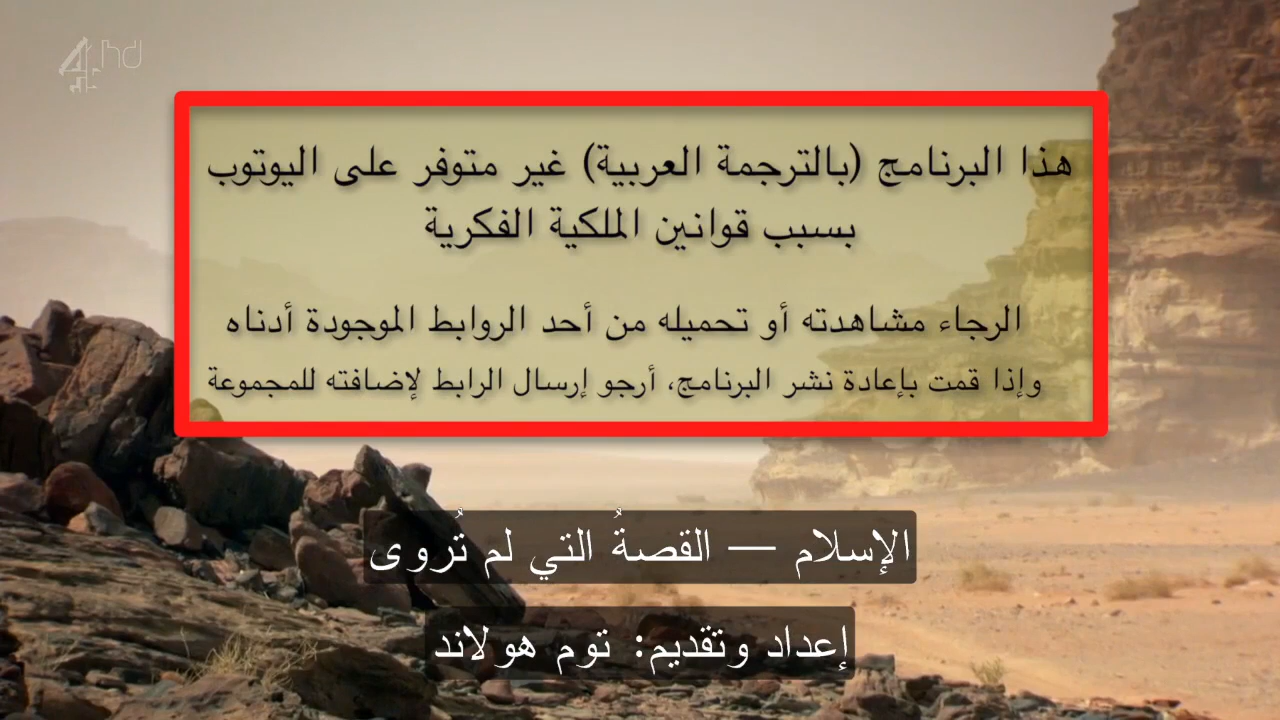 4hd
هذا البرنامج (بالترجمة العربية) غير متوفر على اليوتوب
بسبب قوانين الملكية الفكرية
الرجاء مشاهدته أو تحميله من أحد الروابط الموجودة أدناه
وإذا قمت بإعادة نشر البرنامج، أرجو إرسال الرابط لإضافته للمجموعة
الإسلام — القصةُ التي لم تُروى
إعداد وتقديم: توم هولاند